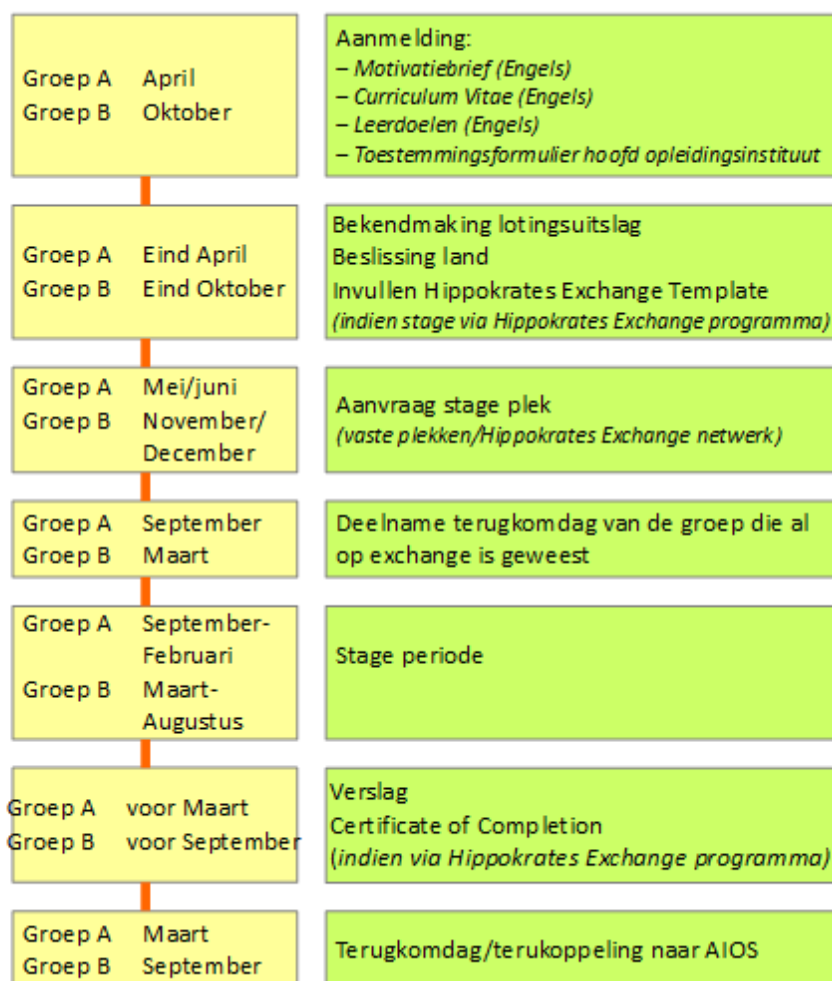 Groep A April
Groep B Oktober
Aanmelding:
– Motivatiebrief (Engels)
– Curriculum Vitae (Engels)
– Leerdoelen (Engels)
– Toestemmingsformulier hoofd opleidingsinstituut
Groep A Eind April
Groep B Eind Oktober
Bekendmaking lotingsuitslag
Beslissing land
Invullen Hippokrates Exchange Template
(indien stage via Hippokrates Exchange programma)
Groep A Mei/juni
Groep B November/
December
Aanvraag stage plek
(vaste plekken/Hippokrates Exchange netwerk)
Groep A September
Groep B Maart
Deelname terugkomdag van de groep die al
op exchange is geweest
Groep A September-
Februari
Groep B Maart-
Augustus
Stage periode
Groep A voor Maart
Groep B voor September
Verslag
Certificate of Completion
(indien via Hippokrates Exchange programma)
Groep A Maart
Groep B September
Terugkomdag/terukoppeling naar AIOS